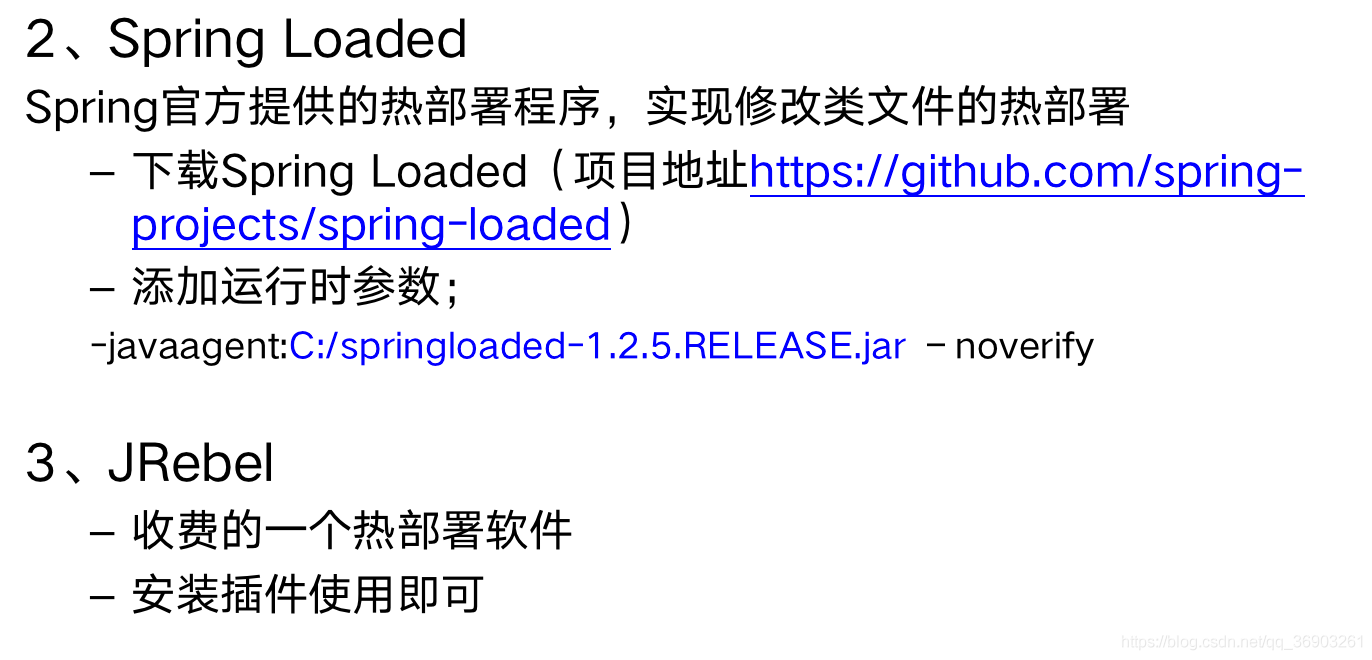 2、Spring Loaded
Spring官方提供的热部署程序，实现修改类文件的热部署
– 下载Spring Loaded（项目地址https://github.com/spring-
projects/spring-loaded）
– 添加运行时参数；
-javaagent:C:/springloaded-1.2.5.RELEASE.jar – noverify
3、JRebel
– 收费的一个热部署软件
– 安装插件使用即可
https://blog.csdn.net/qq_36903261